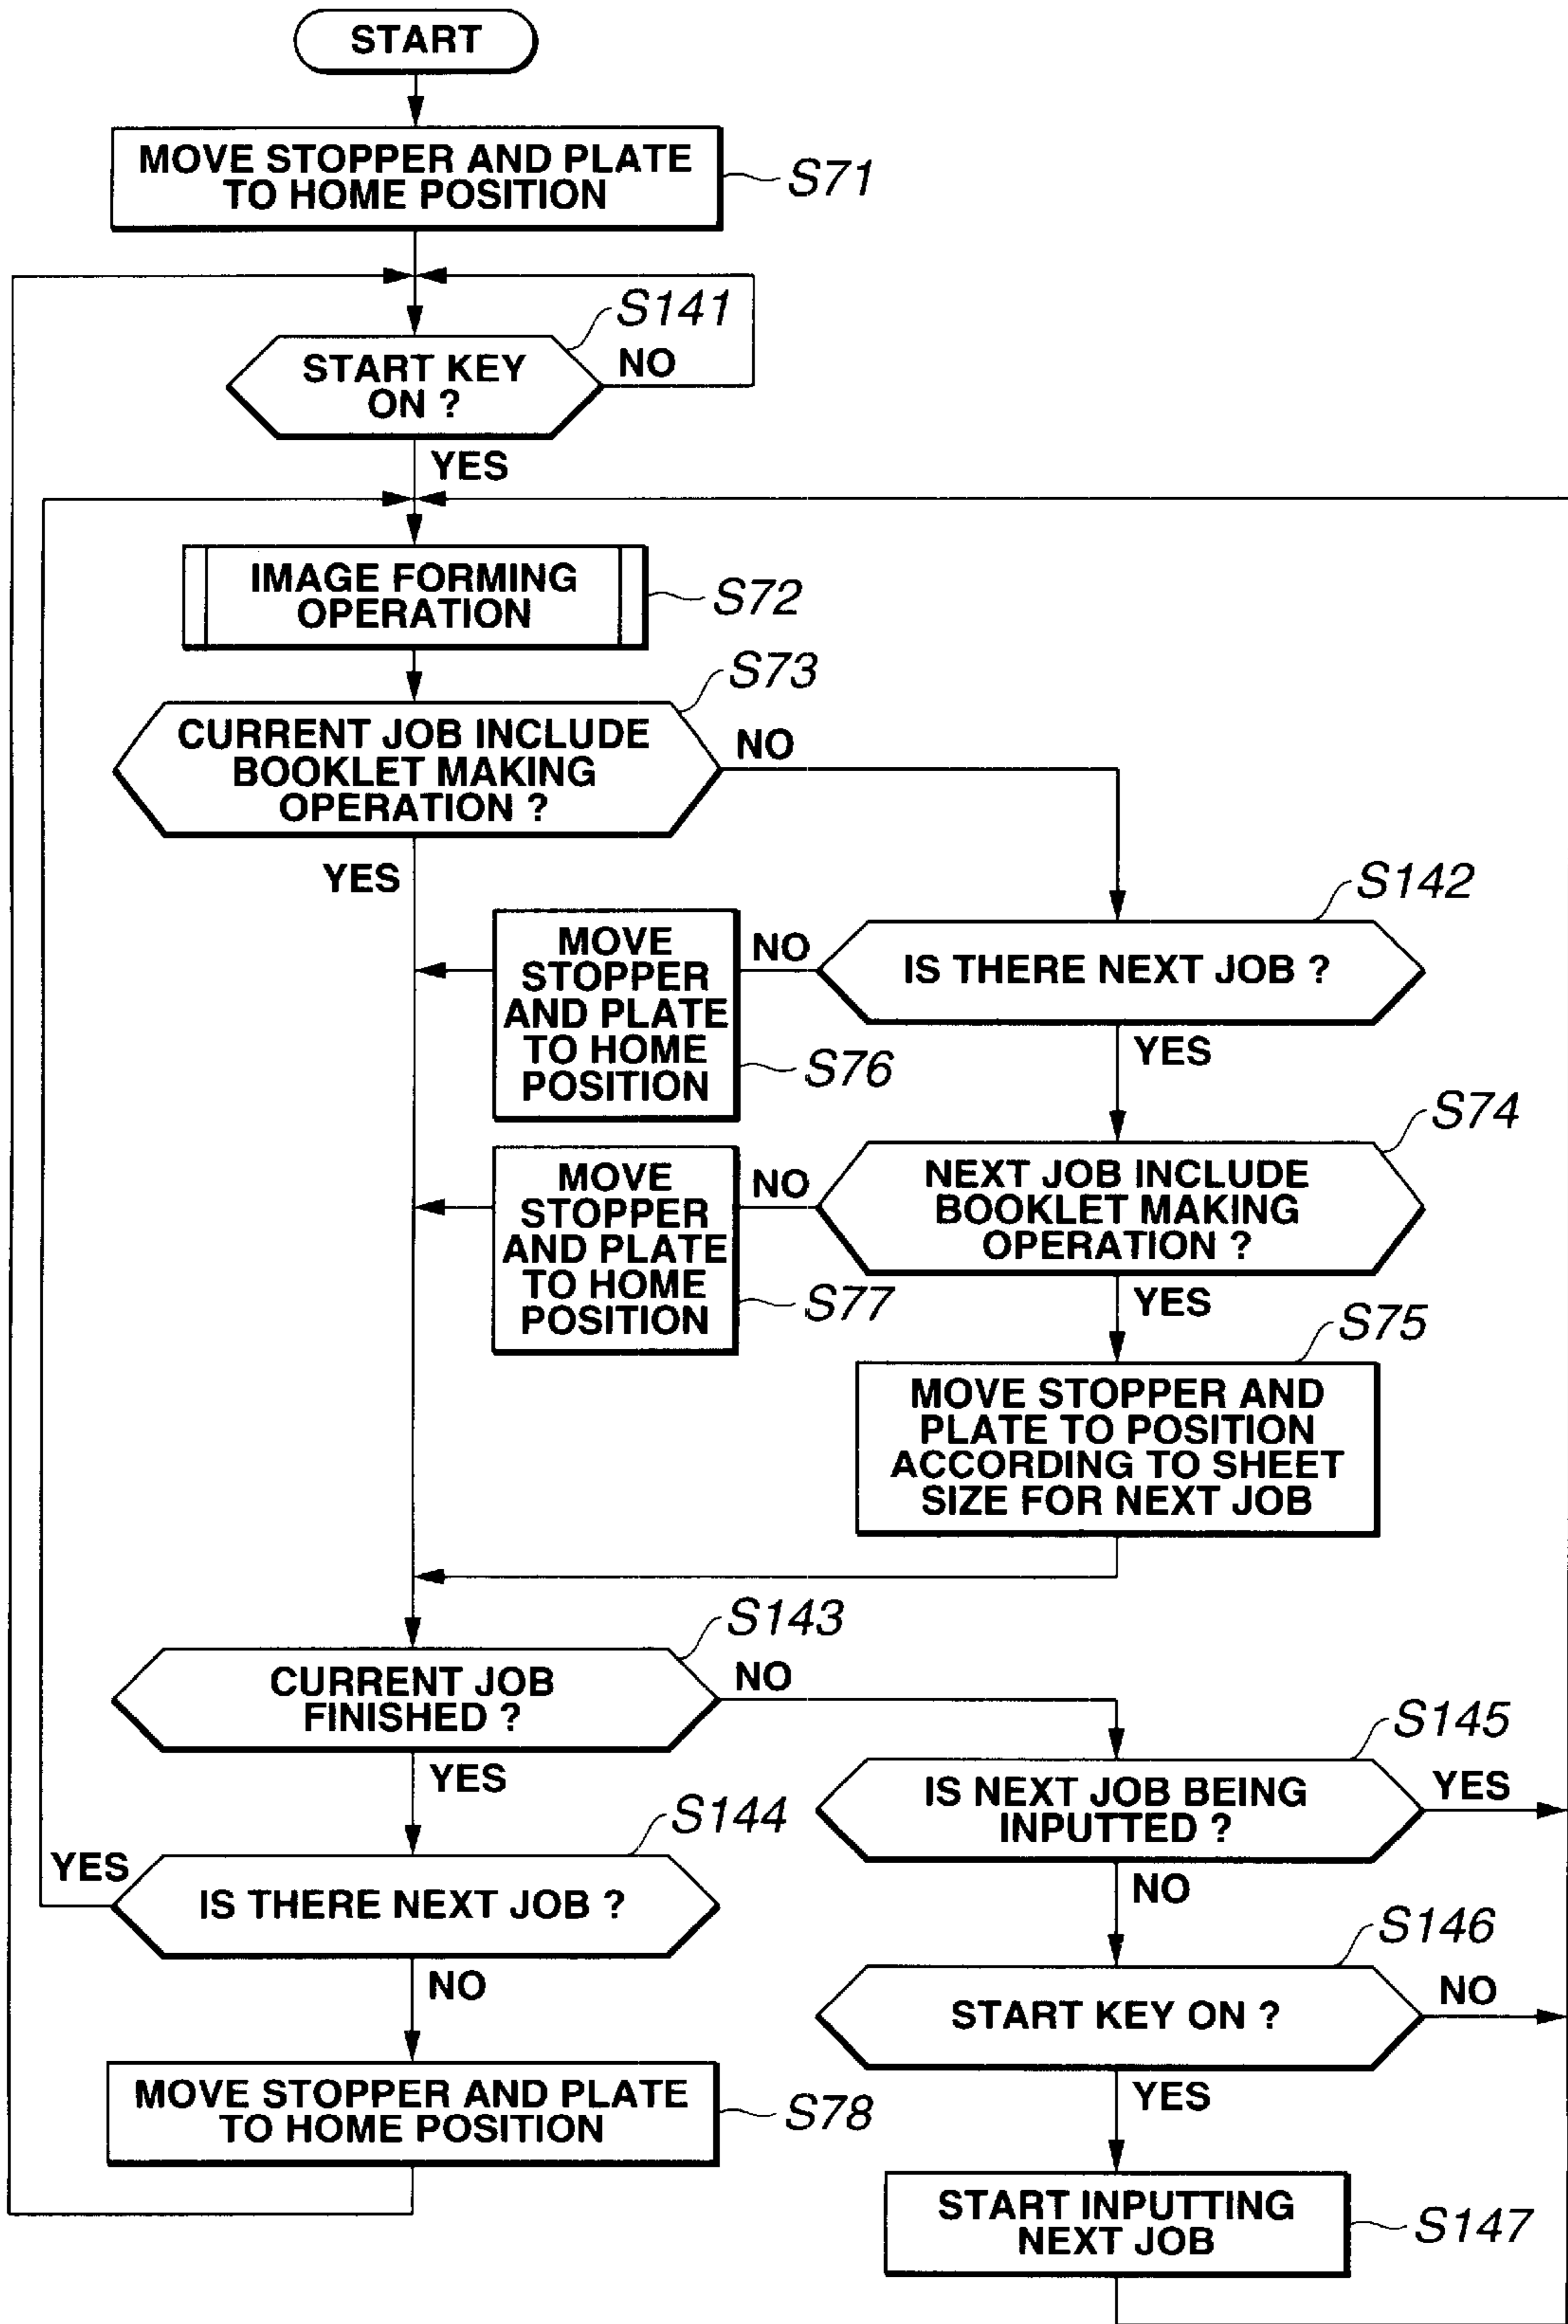 START
MOVE STOPPER AND PLATE
TO HOME POSITION
S71
S141
START KEY
ON ?
NO
YES
IMAGE FORMING
OPERATION
S72
S73
CURRENT JOB INCLUDE
BOOKLET MAKING
OPERATION ?
NO
YES
S142
IS THERE NEXT JOB ?
NO
YES
MOVE
STOPPER
AND PLATE
TO HOME
POSITION
S76
S74
NEXT JOB INCLUDE
BOOKLET MAKING
OPERATION ?
NO
YES
MOVE
STOPPER
AND PLATE
TO HOME
POSITION
S77
S75
MOVE STOPPER AND
PLATE TO POSITION
ACCORDING TO SHEET
SIZE FOR NEXT JOB
S143
CURRENT JOB
FINISHED ?
NO
YES
S145
IS NEXT JOB BEING
INPUTTED ?
YES
NO
S144
YES
IS THERE NEXT JOB ?
NO
S146
START KEY ON ?
NO
YES
MOVE STOPPER AND PLATE
TO HOME POSITION
S78
START INPUTTING
NEXT JOB
S147